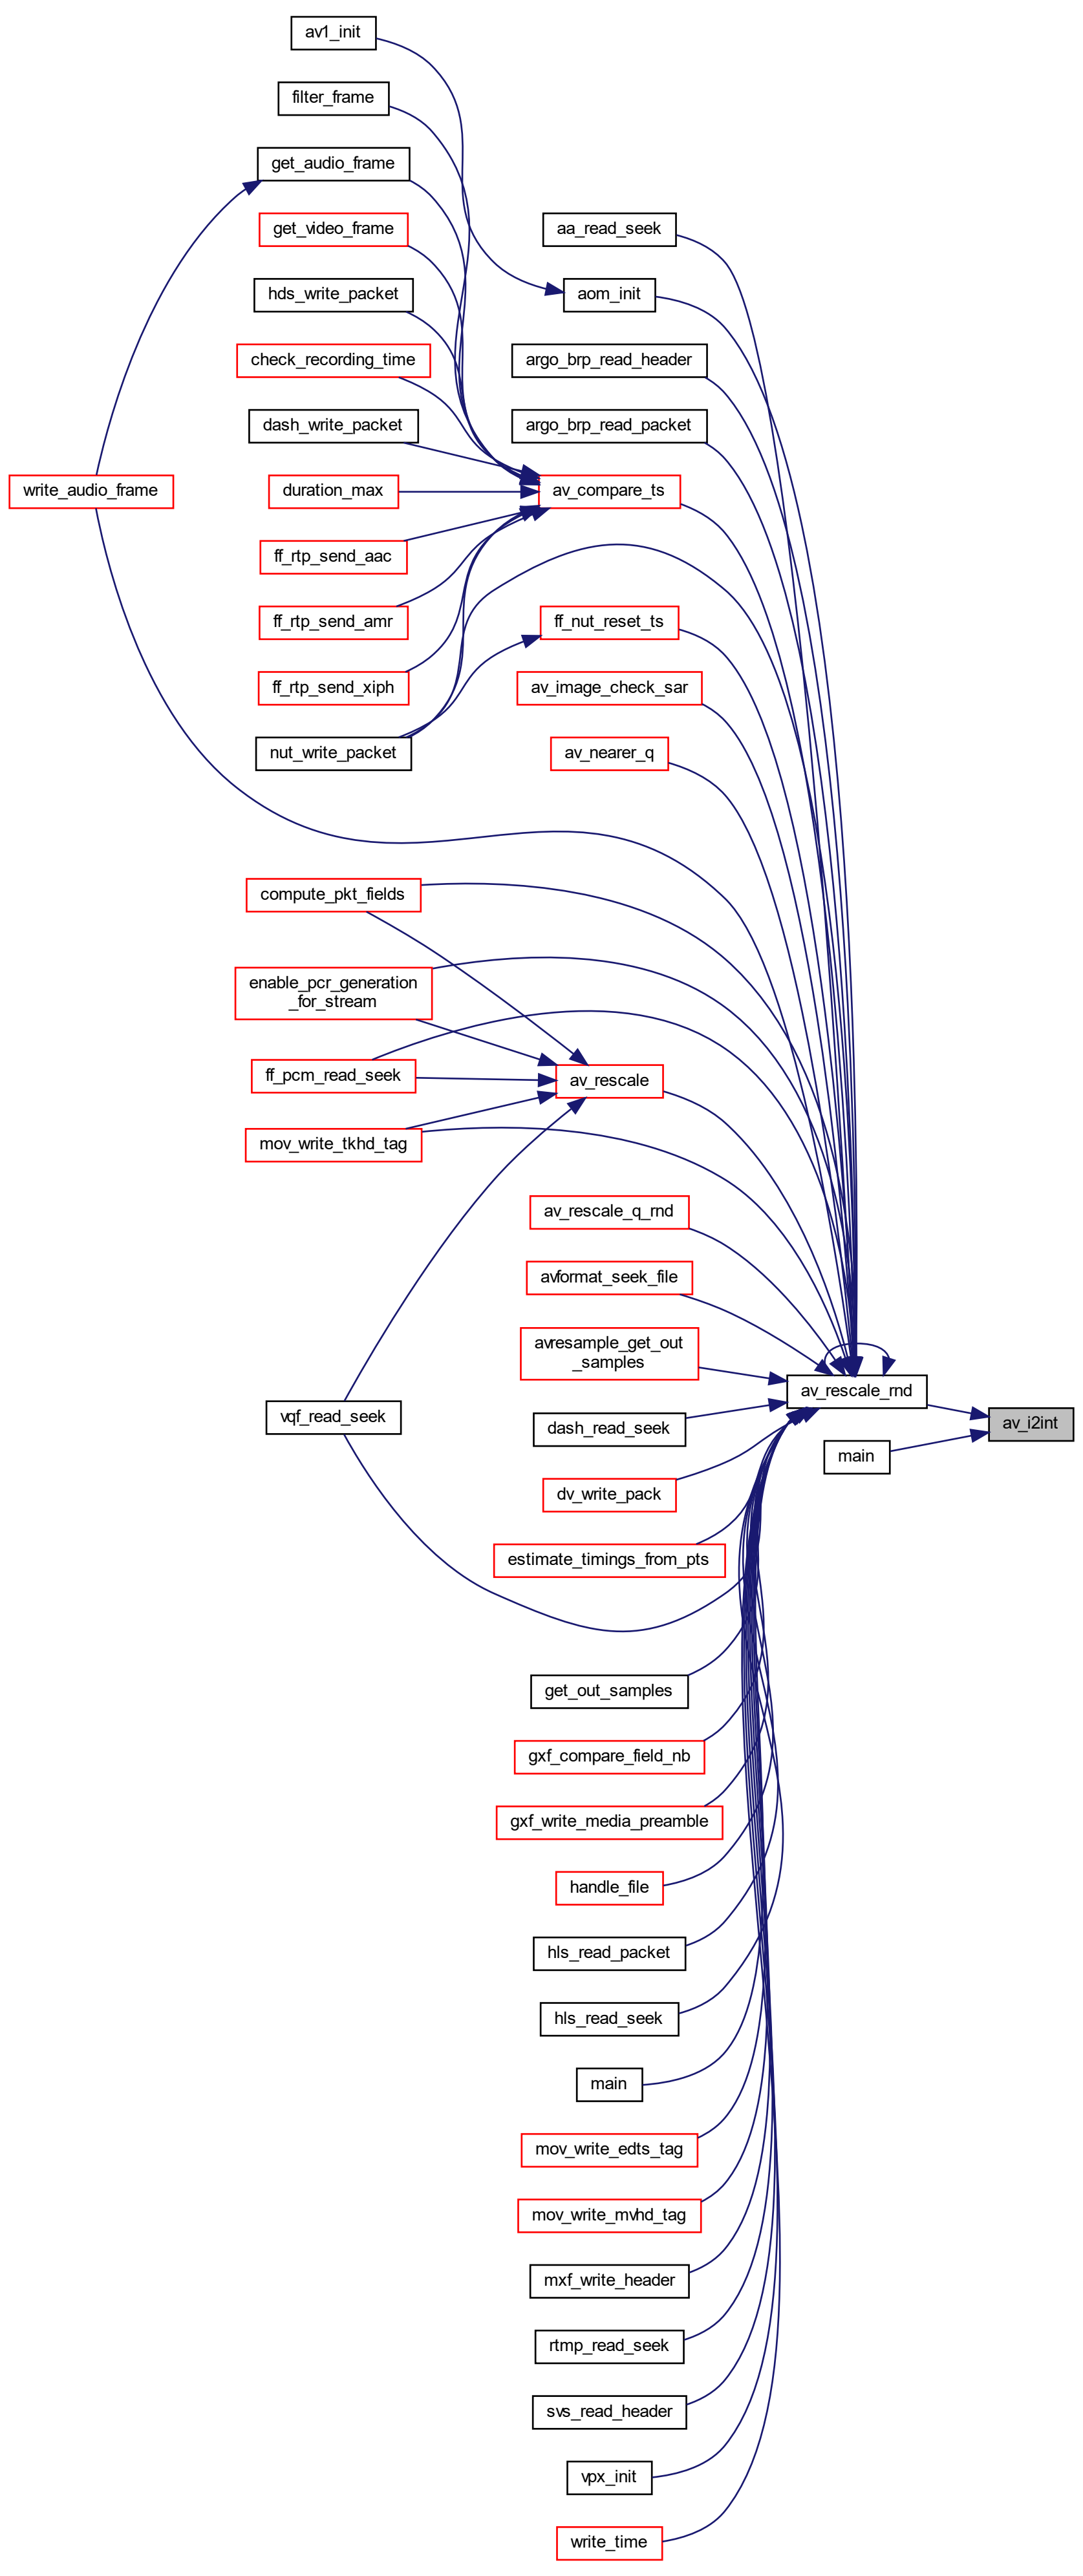 av1_init
filter_frame
get_audio_frame
get_video_frame
aa_read_seek
hds_write_packet
aom_init
check_recording_time
argo_brp_read_header
dash_write_packet
argo_brp_read_packet
write_audio_frame
duration_max
av_compare_ts
ff_rtp_send_aac
ff_rtp_send_amr
ff_nut_reset_ts
ff_rtp_send_xiph
av_image_check_sar
nut_write_packet
av_nearer_q
compute_pkt_fields
enable_pcr_generation
_for_stream
ff_pcm_read_seek
av_rescale
mov_write_tkhd_tag
av_rescale_q_rnd
avformat_seek_file
avresample_get_out
_samples
av_rescale_rnd
vqf_read_seek
dash_read_seek
av_i2int
main
dv_write_pack
estimate_timings_from_pts
get_out_samples
gxf_compare_field_nb
gxf_write_media_preamble
handle_file
hls_read_packet
hls_read_seek
main
mov_write_edts_tag
mov_write_mvhd_tag
mxf_write_header
rtmp_read_seek
svs_read_header
vpx_init
write_time